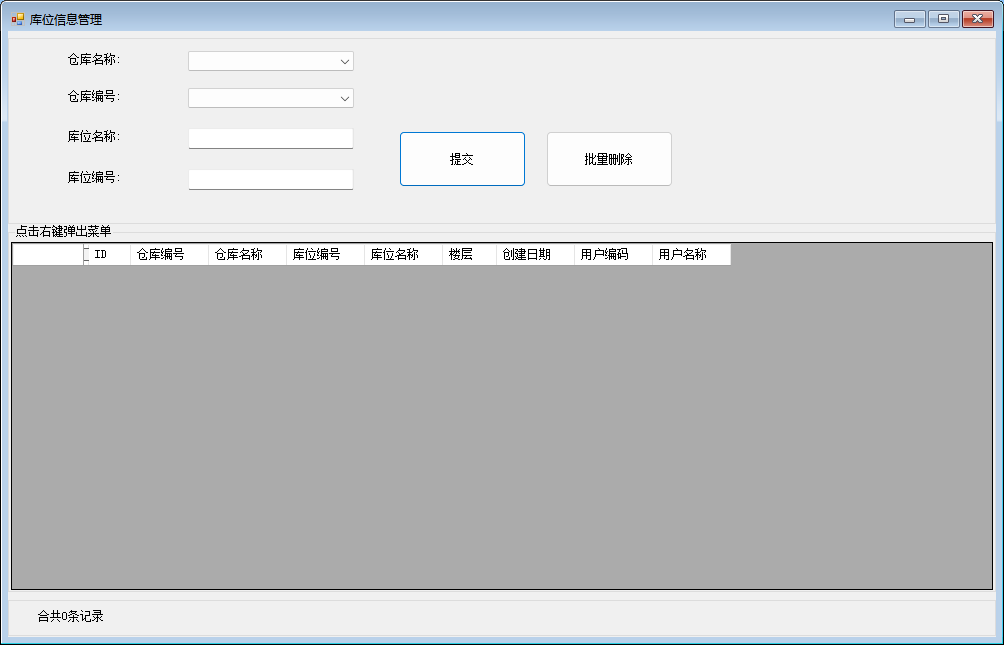 库位信息管理
仓库名称:
仓库编号:
库位名称:
库位编号:
提交 批量删除
点击右键弹出菜单
ID 仓库编号 仓库名称 库位编号 库位名称 楼层 创建日期 用户编码 用户名称
合共0条记录